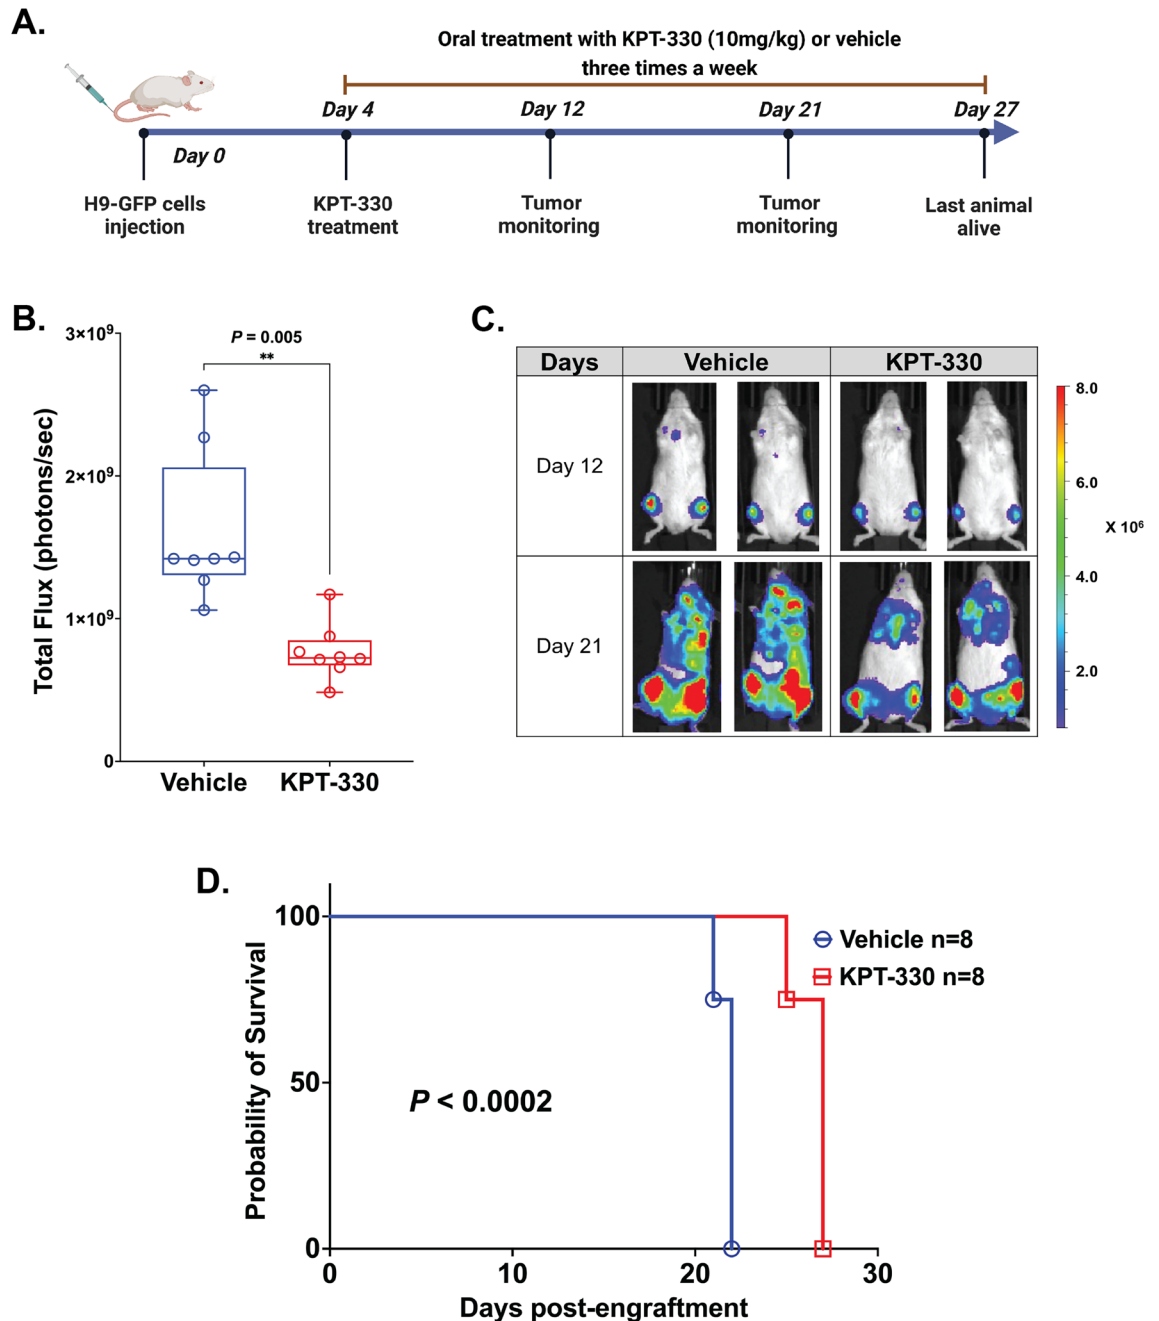 A.
Oral treatment with KPT-330 (10mg/kg) or vehicle
three times a week
Day 4
Day 12
Day 21
Day 27
Day 0
H9-GFP cells
injection
KPT-330
treatment
Tumor
monitoring
Tumor
monitoring
Last animal
alive
B.
Total Flux (photons/sec)
3×10⁹
2×10⁹
1×10⁹
0
P = 0.005
**
Vehicle
KPT-330
C.
Days Vehicle KPT-330
Day 12
Day 21
8.0
6.0
X 10⁶
4.0
2.0
D.
Probability of Survival
100
50
0
P < 0.0002
Vehicle n=8
KPT-330 n=8
0 10 20 30
Days post-engraftment